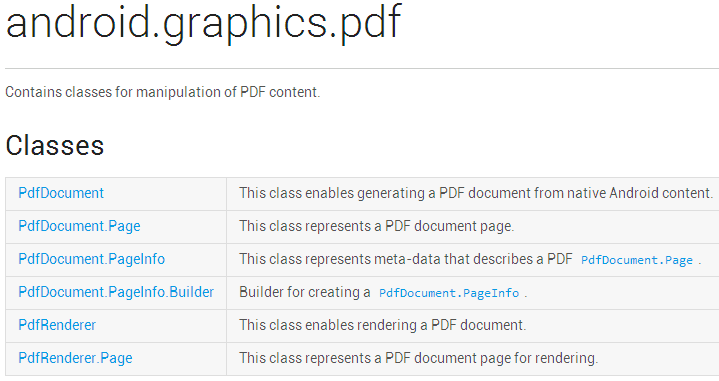 android.graphics.pdf
Contains classes for manipulation of PDF content.
Classes
PdfDocument This class enables generating a PDF document from native Android content.
PdfDocument.Page This class represents a PDF document page.
PdfDocument.PageInfo This class represents meta-data that describes a PDF PdfDocument.Page .
PdfDocument.PageInfo.Builder Builder for creating a PdfDocument.PageInfo .
PdfRenderer This class enables rendering a PDF document.
PdfRenderer.Page This class represents a PDF document page for rendering.